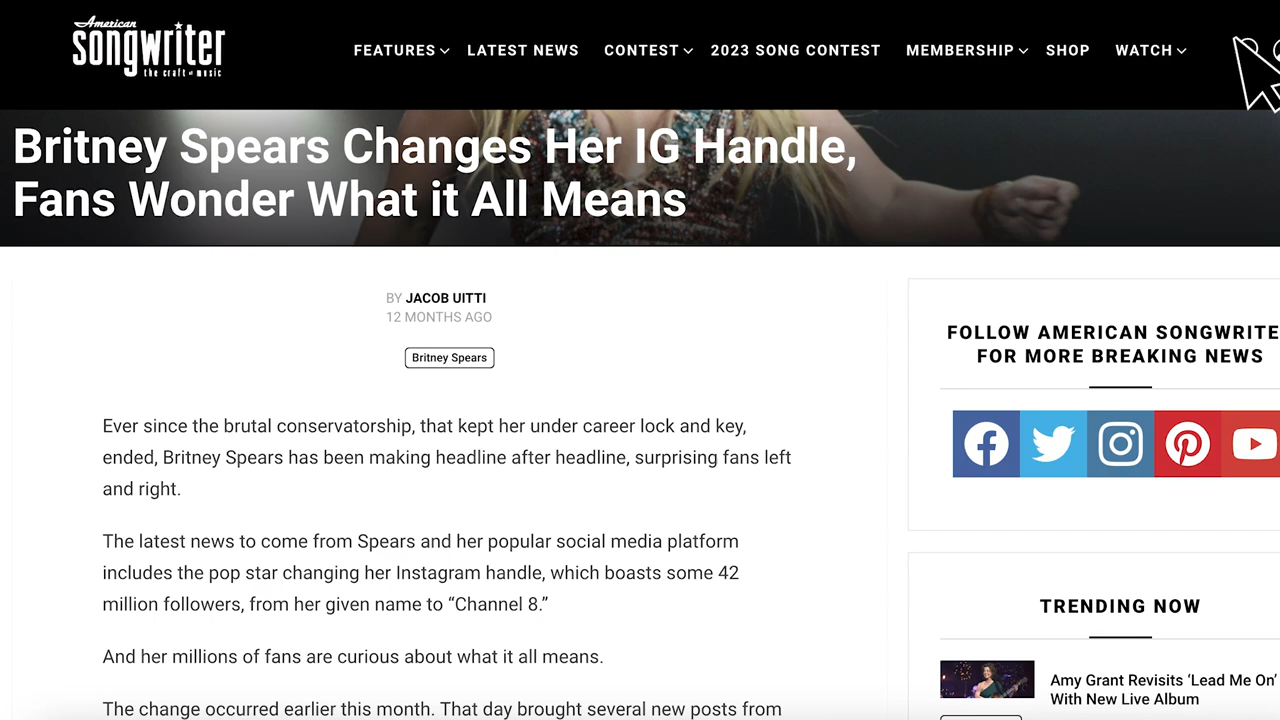 American
songwriter
the craft of music
FEATURES LATEST NEWS CONTEST 2023 SONG CONTEST MEMBERSHIP SHOP WATCH
Britney Spears Changes Her IG Handle,
Fans Wonder What it All Means
BY JACOB UITTI
12 MONTHS AGO
Britney Spears
Ever since the brutal conservatorship, that kept her under career lock and key,
ended, Britney Spears has been making headline after headline, surprising fans left
and right.
The latest news to come from Spears and her popular social media platform
includes the pop star changing her Instagram handle, which boasts some 42
million followers, from her given name to “Channel 8.”
And her millions of fans are curious about what it all means.
The change occurred earlier this month. That day brought several new posts from
FOLLOW AMERICAN SONGWRITE
FOR MORE BREAKING NEWS
TRENDING NOW
Amy Grant Revisits ‘Lead Me On’
With New Live Album